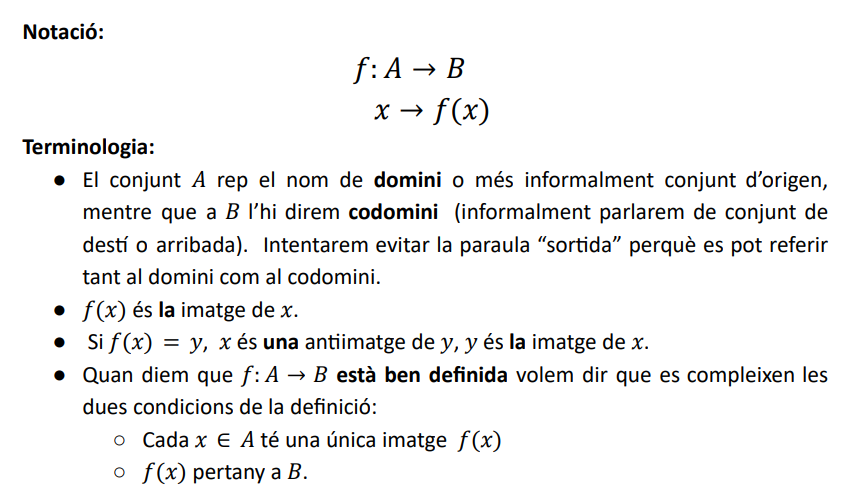 Notació:
f: A → B
x → f(x)
Terminologia:
● El conjunt A rep el nom de domini o més informalment conjunt d’origen,
mentre que a B l’hi direm codomini (informalment parlarem de conjunt de
destí o arribada). Intentarem evitar la paraula “sortida” perquè es pot referir
tant al domini com al codomini.
● f(x) és la imatge de x.
● Si f(x) = y, x és una antiimatge de y, y és la imatge de x.
● Quan diem que f: A → B està ben definida volem dir que es compleixen les
dues condicions de la definició:
○ Cada x ∈ A té una única imatge f(x)
○ f(x) pertany a B.